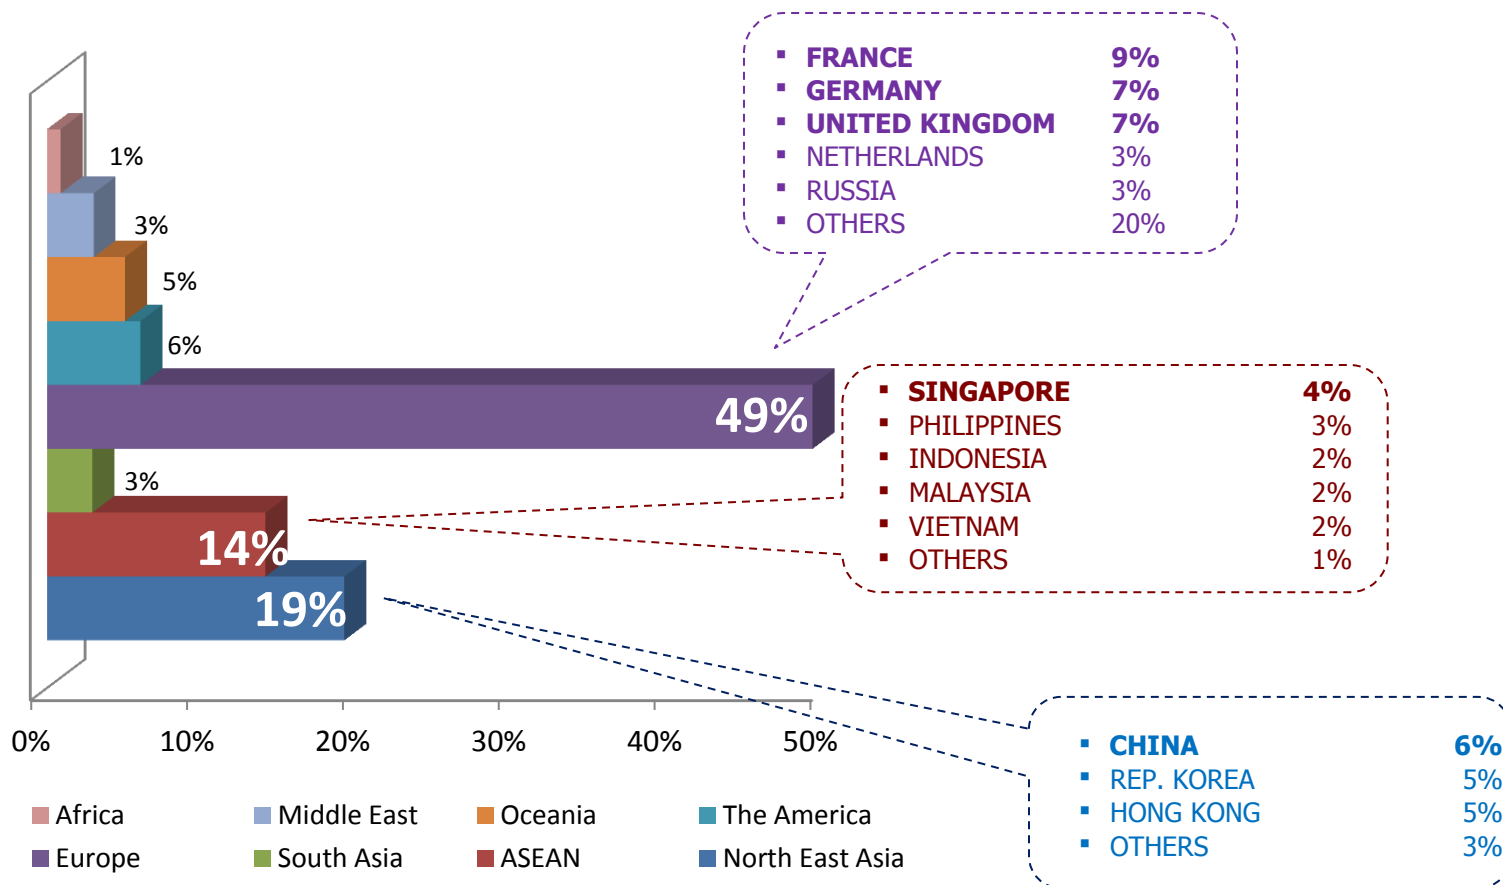 ▪ FRANCE 9%
▪ GERMANY 7%
▪ UNITED KINGDOM 7%
▪ NETHERLANDS 3%
▪ RUSSIA 3%
▪ OTHERS 20%
1%
3%
5%
6%
49%
3%
14%
19%
▪ SINGAPORE 4%
▪ PHILIPPINES 3%
▪ INDONESIA 2%
▪ MALAYSIA 2%
▪ VIETNAM 2%
▪ OTHERS 1%
▪ CHINA 6%
▪ REP. KOREA 5%
▪ HONG KONG 5%
▪ OTHERS 3%
0% 10% 20% 30% 40% 50%
Africa Middle East Oceania The America
Europe South Asia ASEAN North East Asia